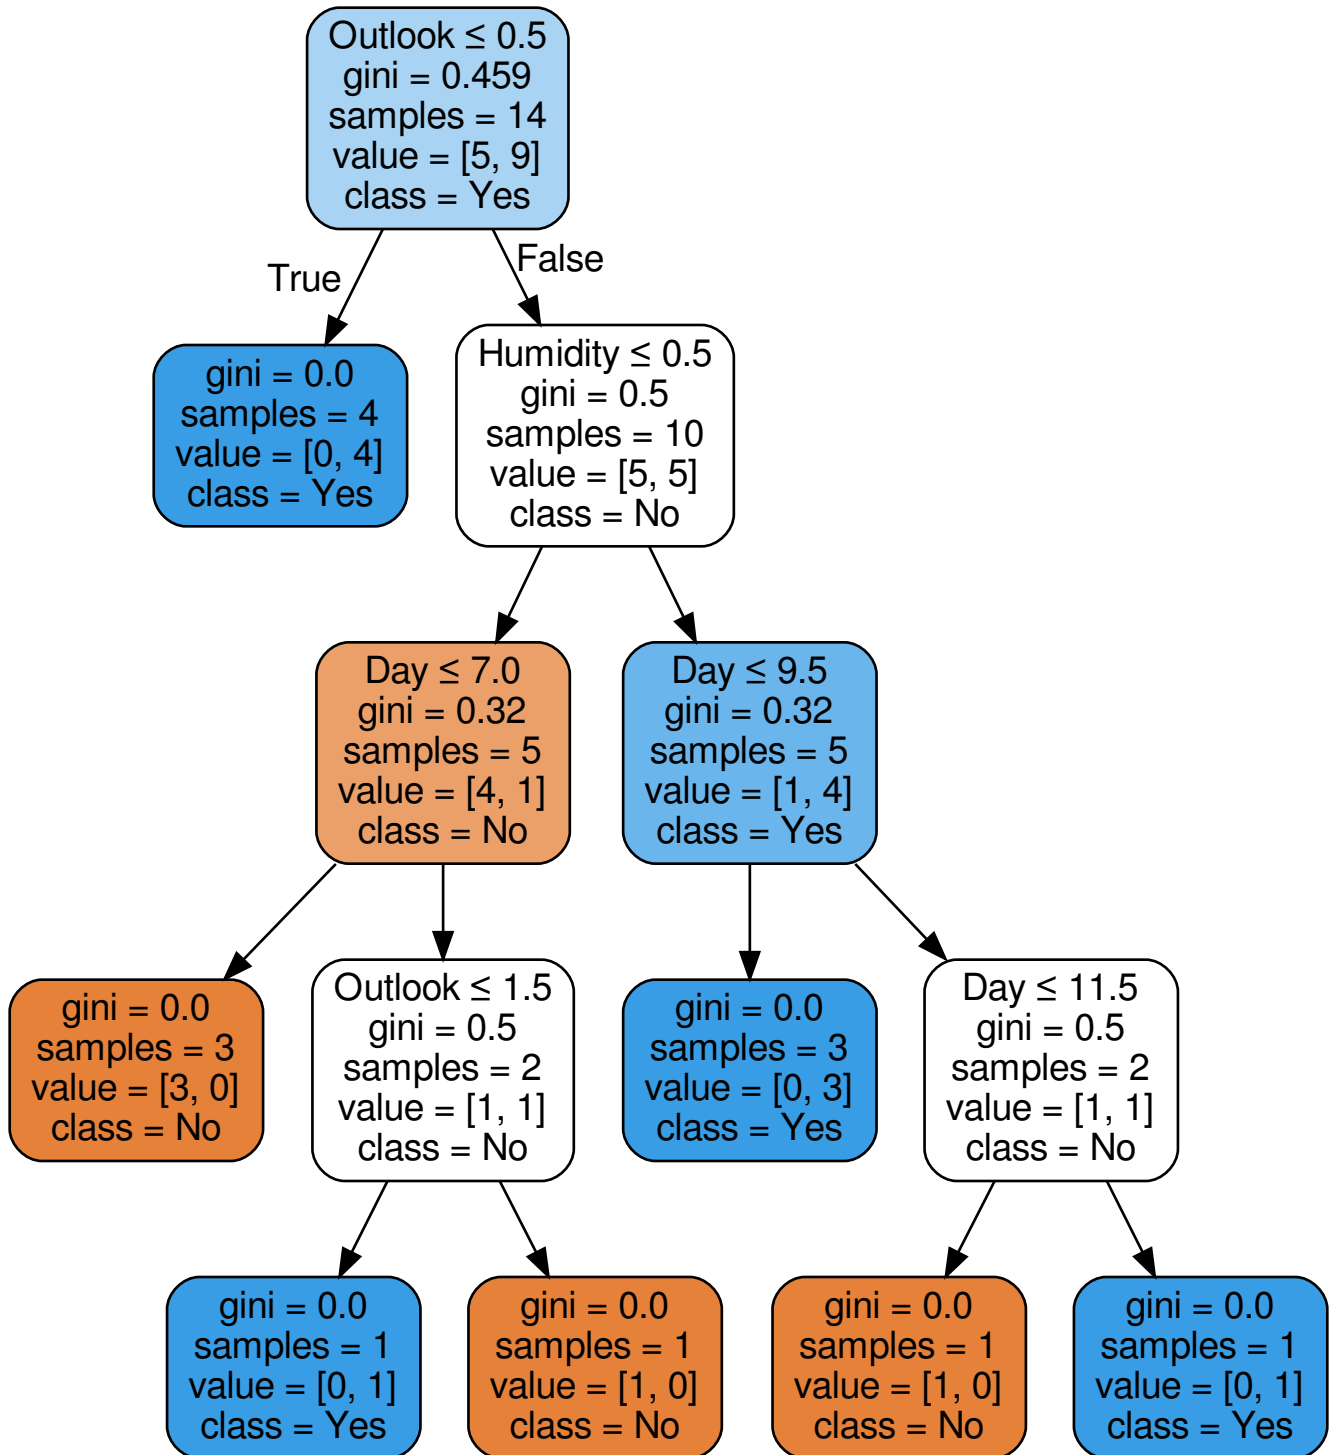 Outlook ≤ 0.5
gini = 0.459
samples = 14
value = [5, 9]
class = Yes
True
False
gini = 0.0
samples = 4
value = [0, 4]
class = Yes
Humidity ≤ 0.5
gini = 0.5
samples = 10
value = [5, 5]
class = No
Day ≤ 7.0
gini = 0.32
samples = 5
value = [4, 1]
class = No
Day ≤ 9.5
gini = 0.32
samples = 5
value = [1, 4]
class = Yes
gini = 0.0
samples = 3
value = [3, 0]
class = No
Outlook ≤ 1.5
gini = 0.5
samples = 2
value = [1, 1]
class = No
gini = 0.0
samples = 3
value = [0, 3]
class = Yes
Day ≤ 11.5
gini = 0.5
samples = 2
value = [1, 1]
class = No
gini = 0.0
samples = 1
value = [0, 1]
class = Yes
gini = 0.0
samples = 1
value = [1, 0]
class = No
gini = 0.0
samples = 1
value = [1, 0]
class = No
gini = 0.0
samples = 1
value = [0, 1]
class = Yes